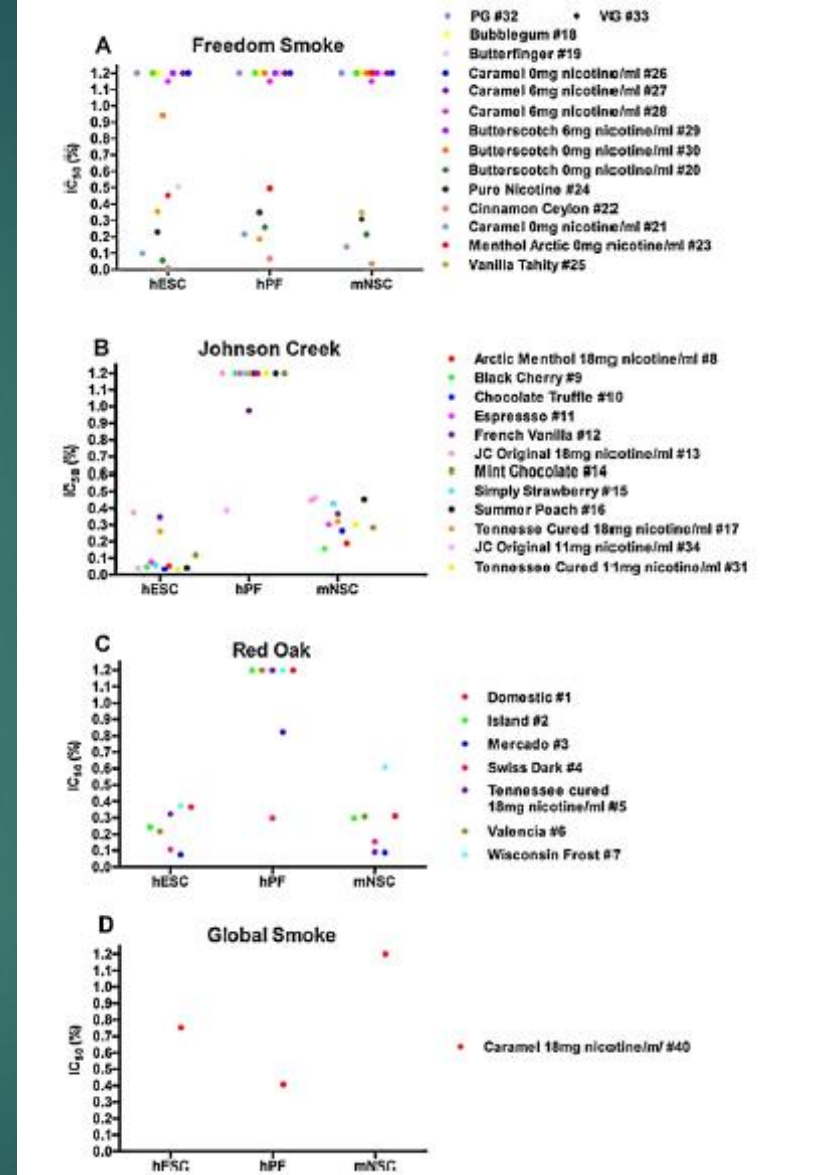 PG #32 VG #33
A
Freedom Smoke
Bubblegum #18
Butterfinger #19
Caramel 0mg nicotine/ml #26
Caramel 6mg nicotine/ml #27
Caramel 6mg nicotine/ml #28
Butterscotch 6mg nicotine/ml #29
Butterscotch 0mg nicotine/ml #30
Butterscotch 0mg nicotine/ml #20
Pure Nicotine #24
Cinnamon Ceylon #22
Caramel 0mg nicotine/ml #21
Menthol Arctic 0mg nicotine/ml #23
Vanilla Tahity #25
IC50 (%)
1.2
1.1
1.0
0.9
0.8
0.7
0.6
0.5
0.4
0.3
0.2
0.1
0.0
hESC hPF mNSC
B
Johnson Creek
Arctic Menthol 18mg nicotine/ml #8
Black Cherry #9
Chocolate Truffle #10
Espressso #11
French Vanilla #12
JC Original 18mg nicotine/ml #13
Mint Chocolate #14
Simply Strawberry #15
Summer Peach #16
Tennesse Cured 18mg nicotine/ml #17
JC Original 11mg nicotine/ml #34
Tennessee Cured 11mg nicotine/ml #31
IC50 (%)
1.2
1.1
1.0
0.9
0.8
0.7
0.6
0.5
0.4
0.3
0.2
0.1
0.0
hESC hPF mNSC
C
Red Oak
Domestic #1
Island #2
Mercado #3
Swiss Dark #4
Tennessee cured
18mg nicotine/ml #5
Valencia #6
Wisconsin Frost #7
IC50 (%)
1.2
1.1
1.0
0.9
0.8
0.7
0.6
0.5
0.4
0.3
0.2
0.1
0.0
hESC hPF mNSC
D
Global Smoke
Caramel 18mg nicotine/m/ #40
IC50 (%)
1.2
1.1
1.0
0.9
0.8
0.7
0.6
0.5
0.4
0.3
0.2
0.1
0.0
hESC hPF mNSC